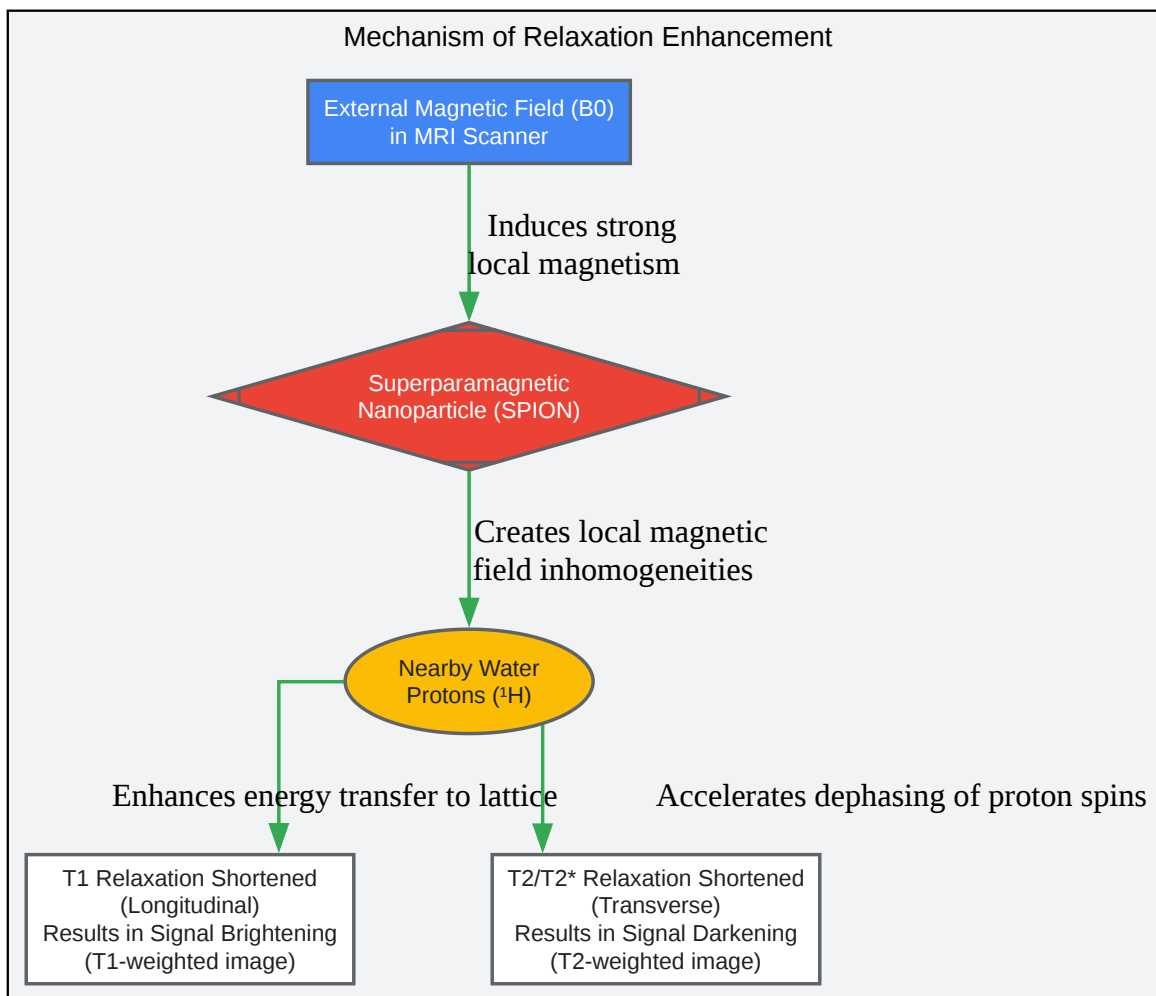 Mechanism of Relaxation Enhancement
External Magnetic Field (B0)
in MRI Scanner
Induces strong
local magnetism
Superparamagnetic
Nanoparticle (SPION)
Creates local magnetic
field inhomogeneities
Nearby Water
Protons (¹H)
Enhances energy transfer to lattice
Accelerates dephasing of proton spins
T1 Relaxation Shortened
(Longitudinal)
Results in Signal Brightening
(T1-weighted image)
T2/T2* Relaxation Shortened
(Transverse)
Results in Signal Darkening
(T2-weighted image)